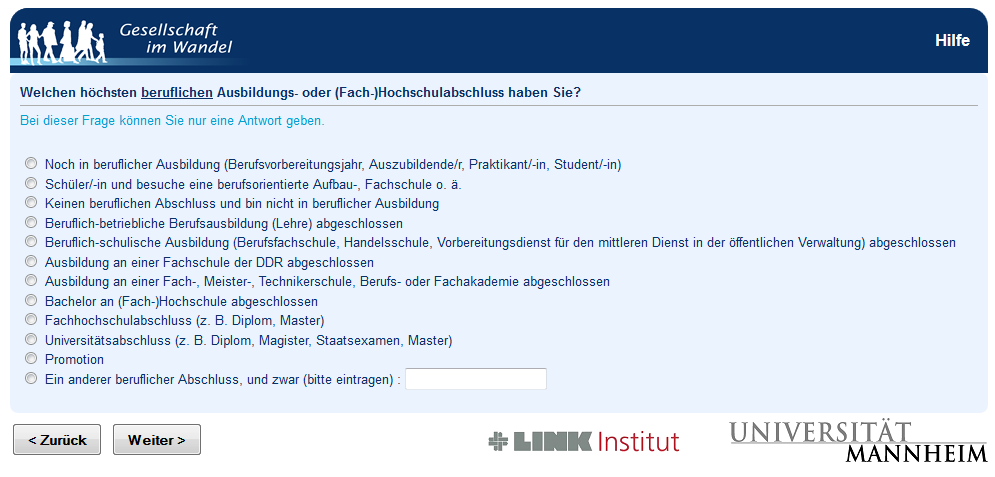 Gesellschaft
im Wandel
Hilfe
Welchen höchsten beruflichen Ausbildungs- oder (Fach-)Hochschulabschluss haben Sie?
Bei dieser Frage können Sie nur eine Antwort geben.
Noch in beruflicher Ausbildung (Berufsvorbereitungsjahr, Auszubildende/r, Praktikant/-in, Student/-in)
Schüler/-in und besuche eine berufsorientierte Aufbau-, Fachschule o. ä.
Keinen beruflichen Abschluss und bin nicht in beruflicher Ausbildung
Beruflich-betriebliche Berufsausbildung (Lehre) abgeschlossen
Beruflich-schulische Ausbildung (Berufsfachschule, Handelsschule, Vorbereitungsdienst für den mittleren Dienst in der öffentlichen Verwaltung) abgeschlossen
Ausbildung an einer Fachschule der DDR abgeschlossen
Ausbildung an einer Fach-, Meister-, Technikerschule, Berufs- oder Fachakademie abgeschlossen
Bachelor an (Fach-)Hochschule abgeschlossen
Fachhochschulabschluss (z. B. Diplom, Master)
Universitätsabschluss (z. B. Diplom, Magister, Staatsexamen, Master)
Promotion
Ein anderer beruflicher Abschluss, und zwar (bitte eintragen) :
< Zurück
Weiter >
LINK Institut
UNIVERSITÄT
MANNHEIM